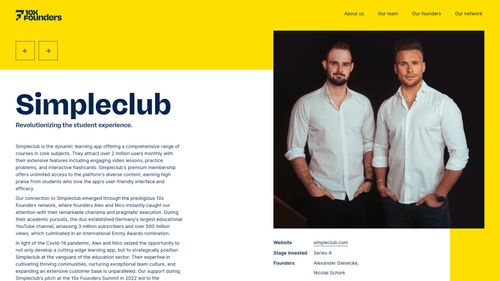 10X
Founders
About us
Our team
Our founders
Our network
Simpleclub
Revolutionizing the student experience.
Simpleclub is the dynamic learning app offering a comprehensive range of
courses in core subjects. They attract over 2 million users monthly with
their extensive features including engaging video lessons, practice
problems, and interactive flashcards. Simpleclub's premium membership
offers unlimited access to the platform's diverse content, earning high
praise from students who love the app's user-friendly interface and
efficacy.
Our connection to Simpleclub emerged through the prestigious 10x
Founders network, where founders Alex and Nico instantly caught our
attention with their remarkable charisma and pragmatic execution. During
their academic pursuits, the duo established Germany's largest educational
YouTube channel, amassing 3 million subscribers and over 500 million
views, which culminated in an International Emmy Awards nomination.
In light of the Covid-19 pandemic, Alex and Nico seized the opportunity to
not only develop a cutting-edge learning app, but to strategically position
Simpleclub at the vanguard of the education sector. Their expertise in
cultivating thriving communities, nurturing exceptional team culture, and
expanding an extensive customer base is unparalleled. Our support during
Simpleclub's pitch at the 10x Founders Summit in 2022 led to the
Website
simpleclub.com
Stage invested
Series A
Founders
Alexander Giesecke,
Nicolai Schork